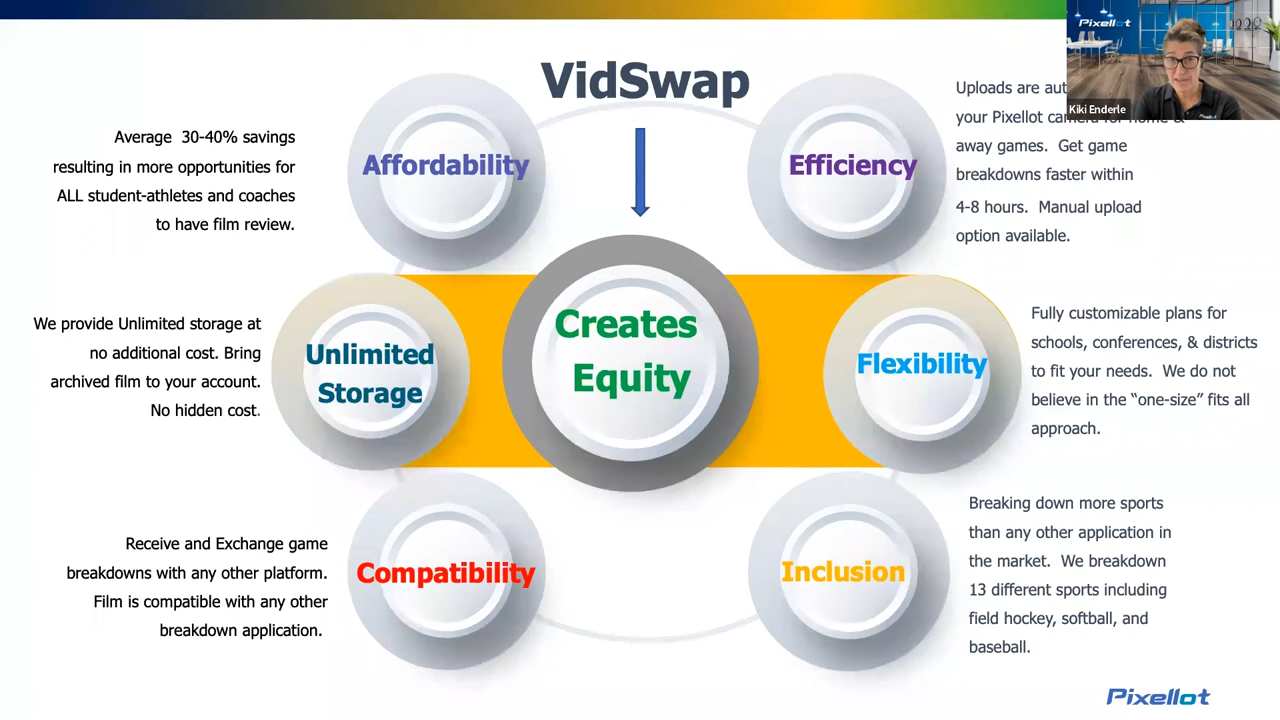 VidSwap
Affordability
Average 30-40% savings
resulting in more opportunities for
ALL student-athletes and coaches
to have film review.
Efficiency
Uploads are
your Pixellot camera for home &
away games. Get game
breakdowns faster within
4-8 hours. Manual upload
option available.
Pixellot
Kiki Enderle
Pixellot
Creates
Equity
Unlimited
Storage
We provide Unlimited storage at
no additional cost. Bring
archived film to your account.
No hidden cost.
Flexibility
Fully customizable plans for
schools, conferences, & districts
to fit your needs. We do not
believe in the “one-size” fits all
approach.
Compatibility
Receive and Exchange game
breakdowns with any other platform.
Film is compatible with any other
breakdown application.
Inclusion
Breaking down more sports
than any other application in
the market. We breakdown
13 different sports including
field hockey, softball, and
baseball.
Pixellot